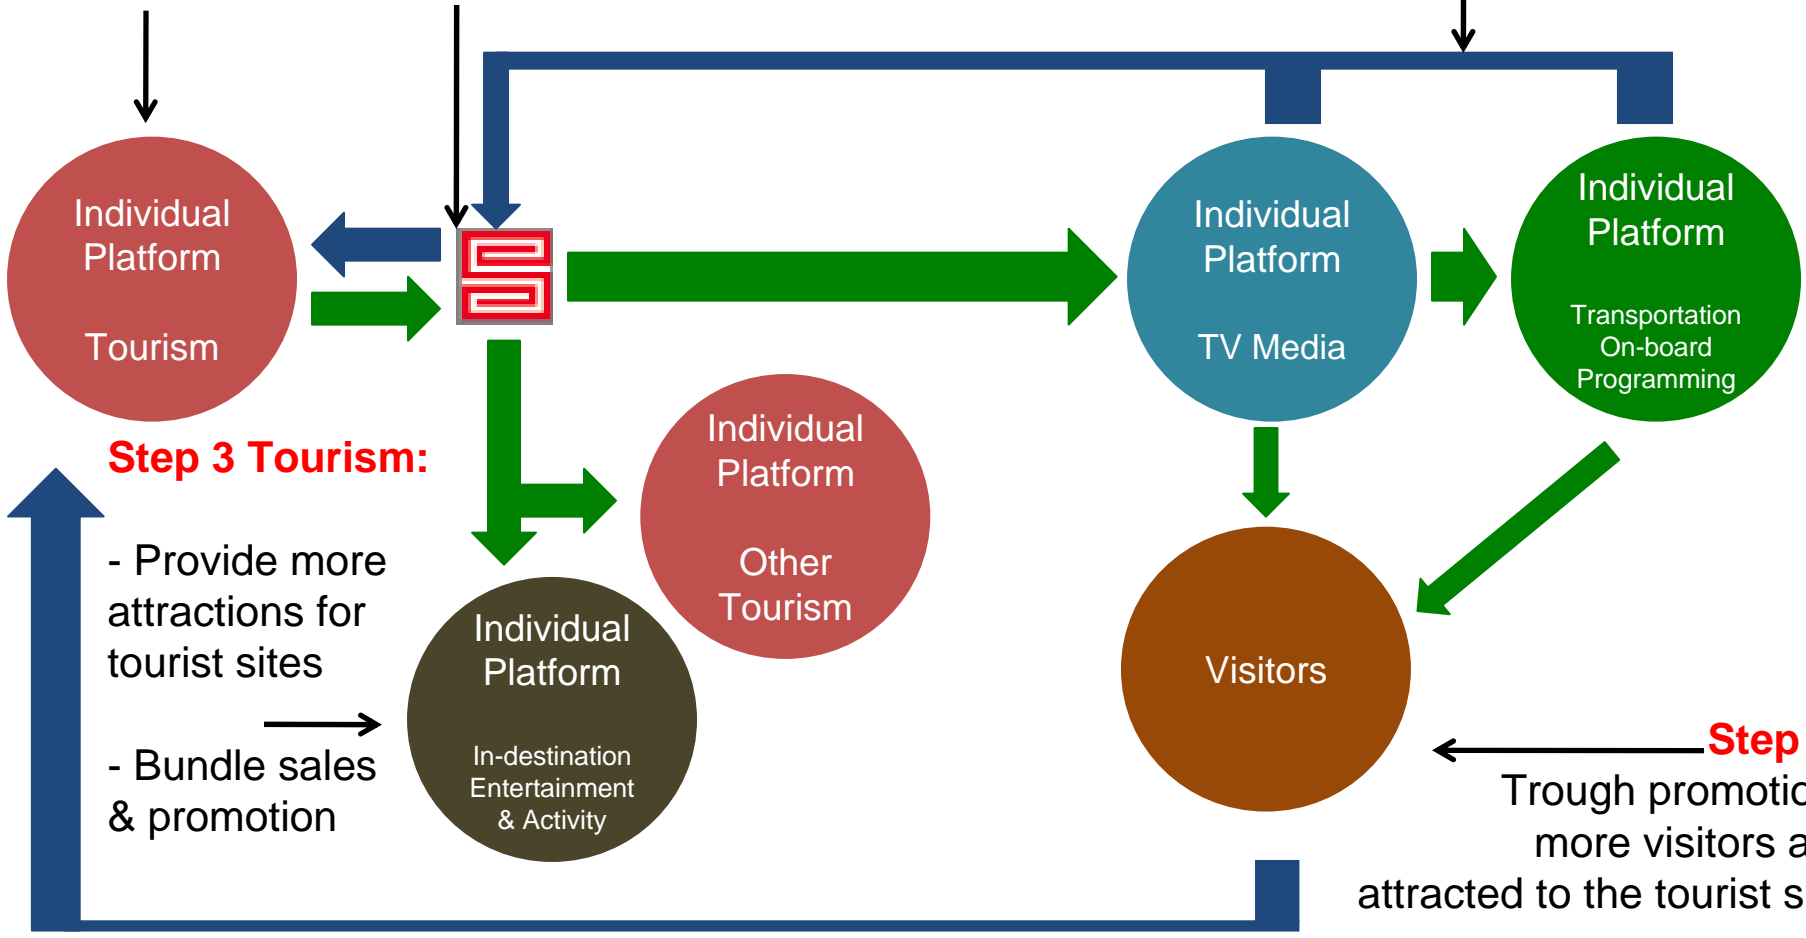 Individual
Platform
Tourism
Individual
Platform
TV Media
Individual
Platform
Transportation
On-board
Programming
Step 3 Tourism:
- Provide more
attractions for
tourist sites
- Bundle sales
& promotion
Individual
Platform
Other
Tourism
Individual
Platform
In-destination
Entertainment
& Activity
Visitors
Step
Trough promotio
more visitors a
attracted to the tourist s